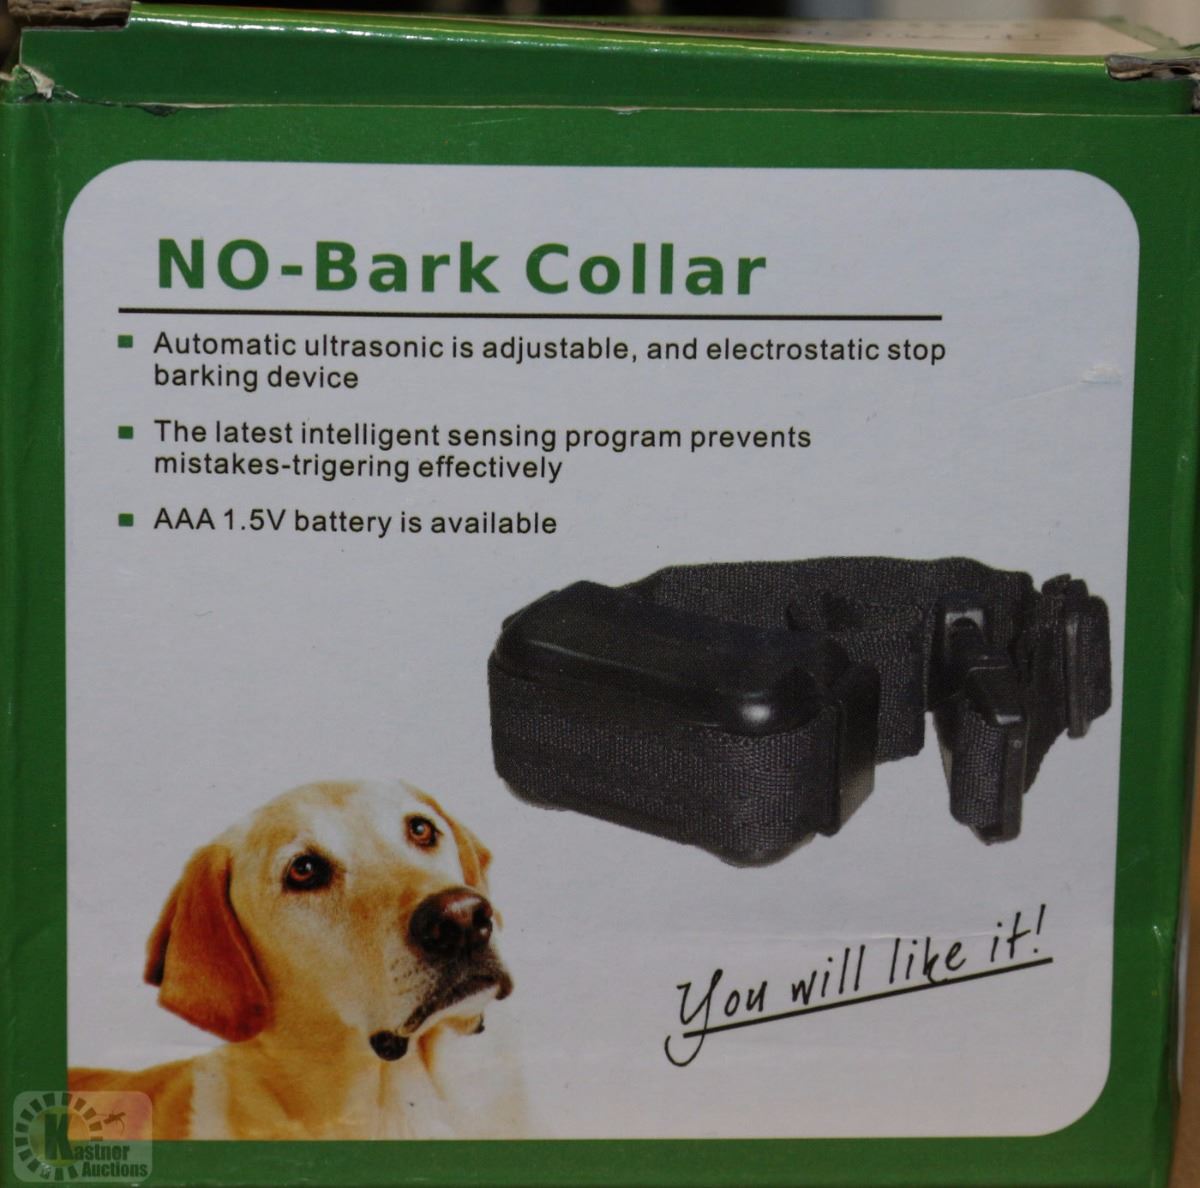 NO-Bark Collar
Automatic ultrasonic is adjustable, and electrostatic stop
barking device
The latest intelligent sensing program prevents
mistakes-trigering effectively
AAA 1.5V battery is available
You will like it!
Kastner
Auctions